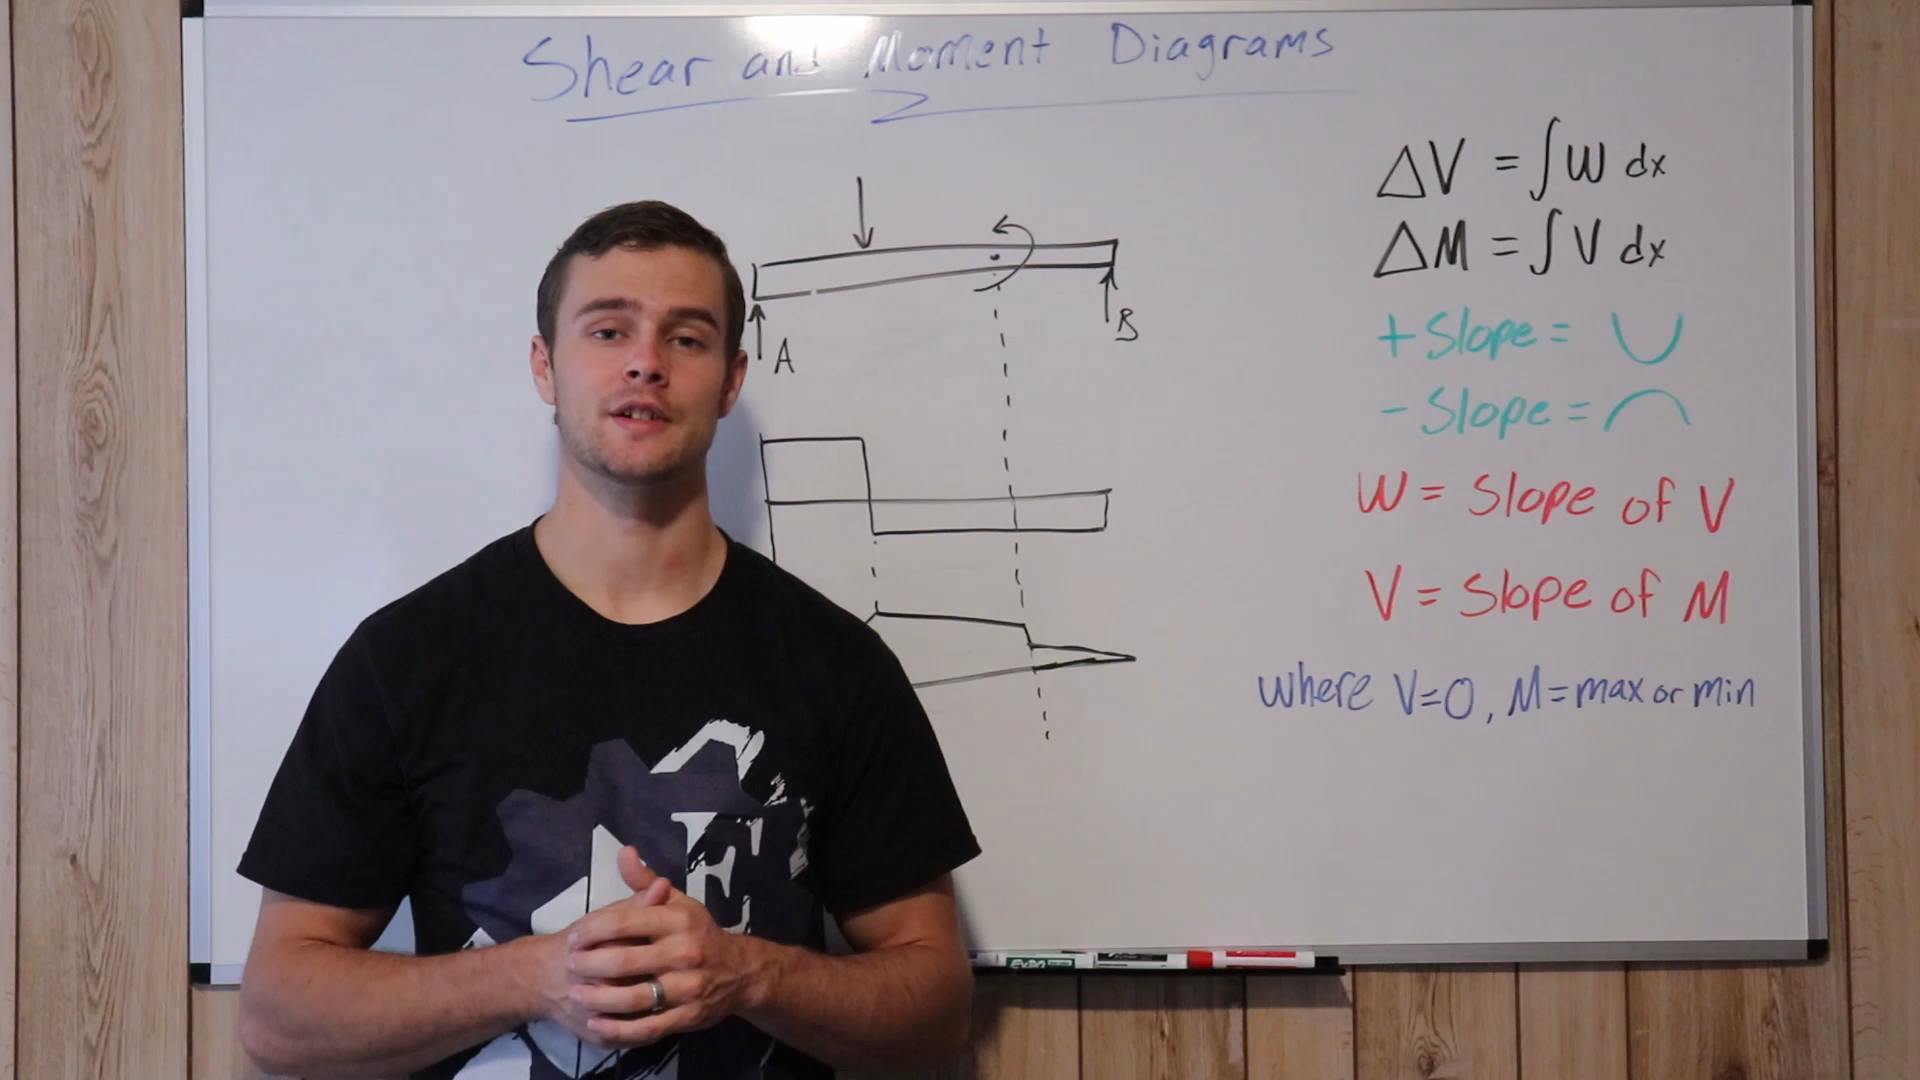 Shear and Moment Diagrams
A
B
ΔV = ∫W dx
ΔM = ∫V dx
+ Slope =
- Slope =
W = Slope of V
V = Slope of M
where V=0, M=max or min
E
EXPO